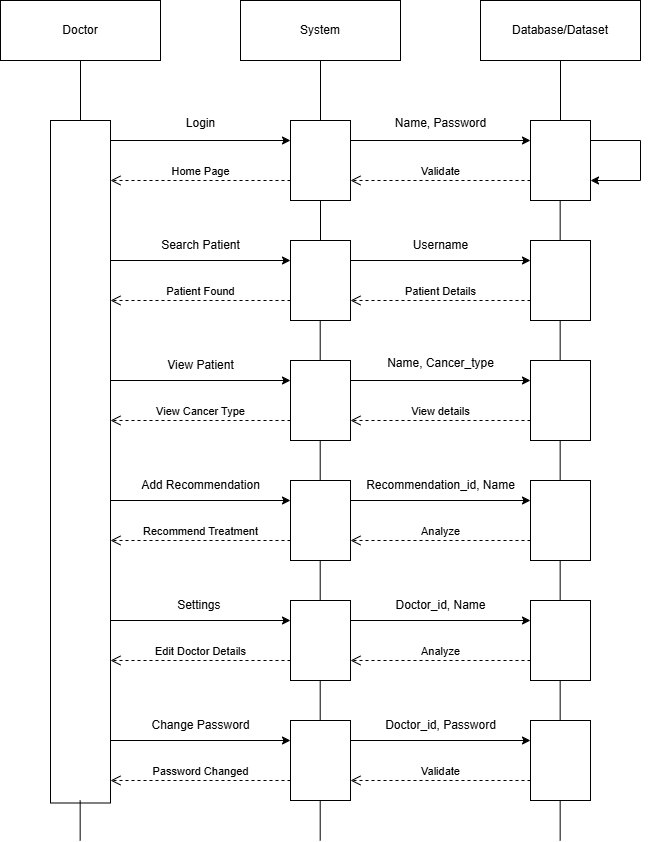 Doctor
System
Database/Dataset
Login
Name, Password
Home Page
Validate
Search Patient
Username
Patient Found
Patient Details
View Patient
Name, Cancer_type
View Cancer Type
View details
Add Recommendation
Recommendation_id, Name
Recommend Treatment
Analyze
Settings
Doctor_id, Name
Edit Doctor Details
Analyze
Change Password
Doctor_id, Password
Password Changed
Validate